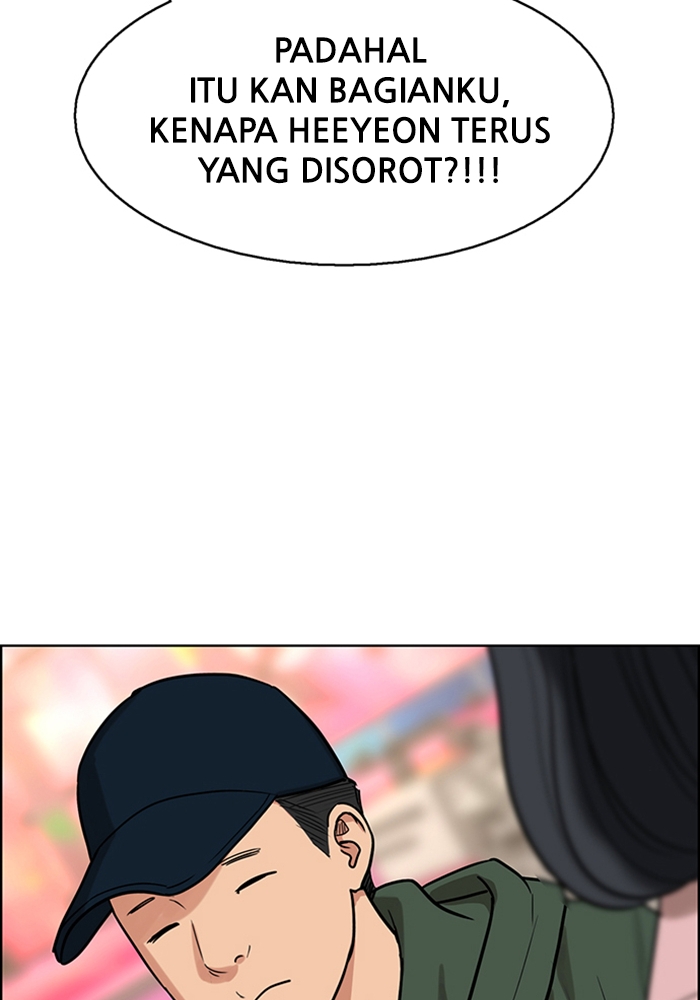 PADAHAL
ITU KAN BAGIANKU,
KENAPA HEEYEON TERUS
YANG DISOROT?!!!